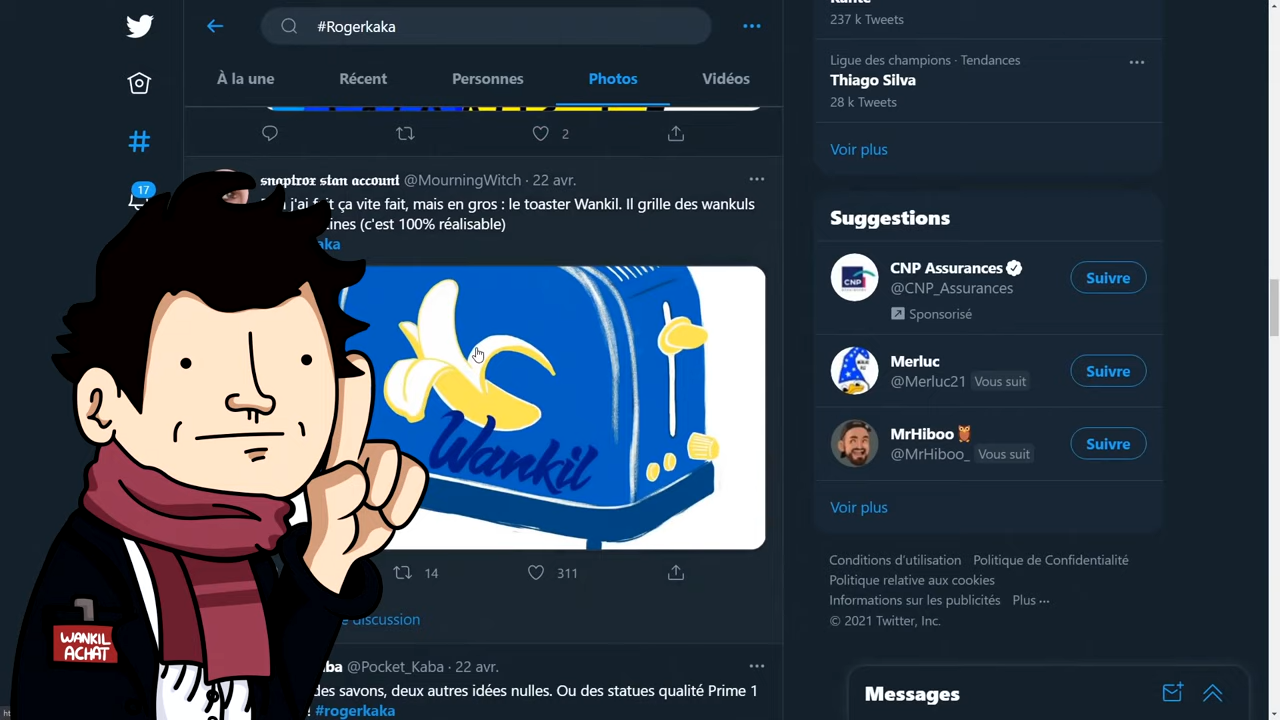 #Rogerkaka
À la une
Récent
Personnes
Photos
Vidéos
2
17
snaptrox stan account @MourningWitch · 22 avr.
j'ai fait ça vite fait, mais en gros : le toaster Wankil. Il grille des wankuls
(c'est 100% réalisable)
Wankil
14
311
discussion
@Pocket_Kaba · 22 avr.
des savons, deux autres idées nulles. Ou des statues qualité Prime 1
#rogerkaka
WANKIL
ACHAT
237 k Tweets
Ligue des champions · Tendances
Thiago Silva
28 k Tweets
Voir plus
Suggestions
CNP Assurances
@CNP_Assurances
Sponsorisé
Suivre
CNP
Merluc
@Merluc21 Vous suit
Suivre
MrHiboo
@MrHiboo_ Vous suit
Suivre
Voir plus
Conditions d'utilisation Politique de Confidentialité
Politique relative aux cookies
Informations sur les publicités Plus ···
© 2021 Twitter, Inc.
Messages